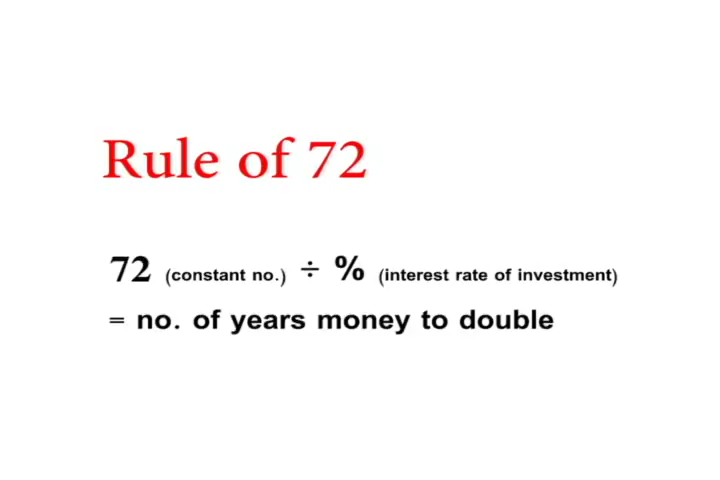 Rule of 72
72 (constant no.) ÷ % (interest rate of investment)
= no. of years money to double